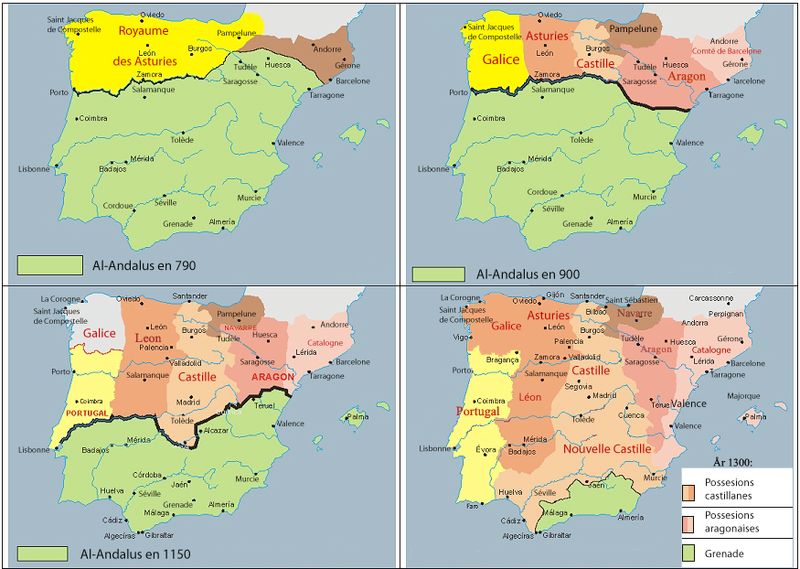 Oviedo
Saint Jacques
de Compostelle
Royaume
des Asturies
Pampelune
León
Burgos
Andorre
Zamora
Tudèle
Huesca
Gérone
Saragosse
Barcelone
Porto
Salamanque
Tarragone
Coimbra
Tolède
Valence
Lisbonne
Mérida
Badajos
Cordoue
Séville
Murcie
Grenade
Almería
Al-Andalus en 790
Oviedo
Saint Jacques
de Compostelle
Asturies
Pampelune
León
Burgos
Andorre
Comté de Barcelone
Galice
Castille
Zamora
Tudèle
Huesca
Gérone
Saragosse
Aragon
Barcelone
Porto
Salamanque
Tarragone
Coimbra
Tolède
Valence
Lisbonne
Mérida
Badajos
Cordoue
Séville
Murcie
Grenade
Almería
Al-Andalus en 900
La Corogne
Oviedo
Santander
Saint Jacques
de Compostelle
Pampelune
Galice
León
Leon
Burgos
NAVARRE
Andorre
Palencia
Tudèle
Huesca
Catalogne
Lérida
Valladolid
Saragosse
Barcelone
Porto
Salamanque
Castille
ARAGON
Tarragone
Coimbra
Madrid
PORTUGAL
Teruel
Tolède
Palma
Alcazar
Valence
Lisbonne
Mérida
Badajos
Córdoba
Jaén
Murcie
Huelva
Séville
Grenade
Málaga
Almería
Cádiz
Algeciras
Gibraltar
Al-Andalus en 1150
La Corogne
Gijón
Oviedo
Santander
Saint Sébastien
Carcassonne
Saint Jacques
de Compostelle
Asturies
Bilbao
Perpignan
Galice
Navarre
Vigo
León
Burgos
Andorra
Huesca
Palencia
Tudèle
Aragon
Catalogne
Gérone
Bragança
Zamora
Valladolid
Saragosse
Lérida
Barcelone
Porto
Salamanque
Castille
Tarragone
Segovia
Coimbra
Léon
Madrid
Teruel
Valence
Majorque
Portugal
Tolède
Cuenca
Palma
Valence
Lisbonne
Évora
Mérida
Badajos
Nouvelle Castille
Murcie
Huelva
Séville
Jaén
Faro
Málaga
Almería
Cádiz
Algecíras
Gibraltar
År 1300:
Possesions
castillanes
Possesions
aragonaises
Grenade